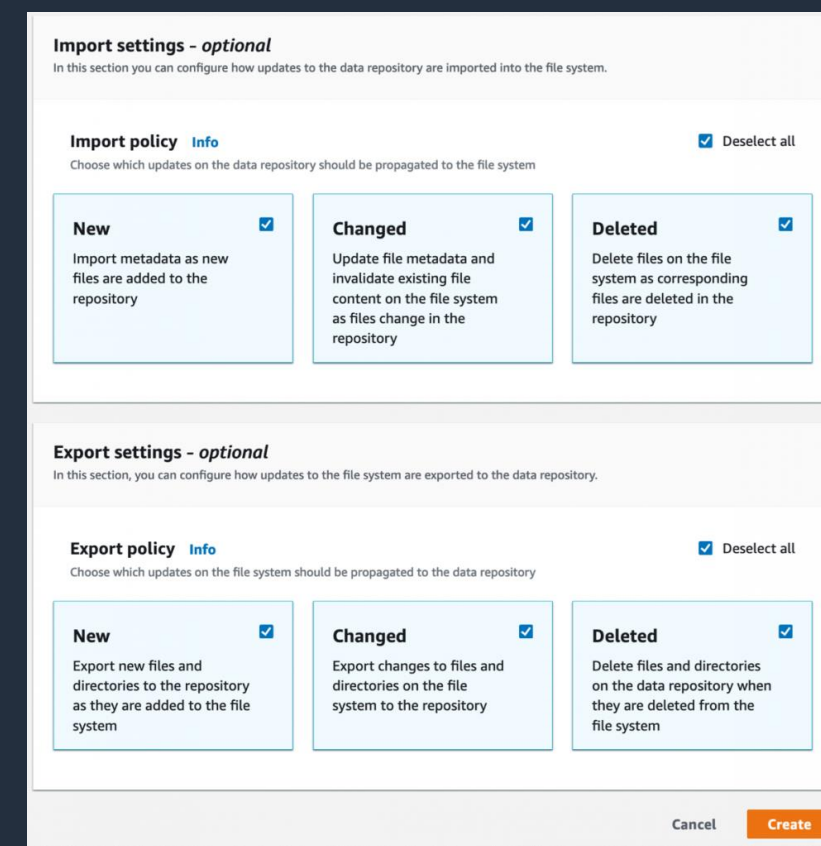 Import settings - optional
In this section you can configure how updates to the data repository are imported into the file system.
Import policy Info
Deselect all
Choose which updates on the data repository should be propagated to the file system
New
Import metadata as new
files are added to the
repository
Changed
Update file metadata and
invalidate existing file
content on the file system
as files change in the
repository
Deleted
Delete files on the file
system as corresponding
files are deleted in the
repository
Export settings - optional
In this section, you can configure how updates to the file system are exported to the data repository.
Export policy Info
Deselect all
Choose which updates on the file system should be propagated to the data repository
New
Export new files and
directories to the repository
as they are added to the file
system
Changed
Export changes to files and
directories on the file
system to the repository
Deleted
Delete files and directories
on the data repository when
they are deleted from the
file system
Cancel
Create